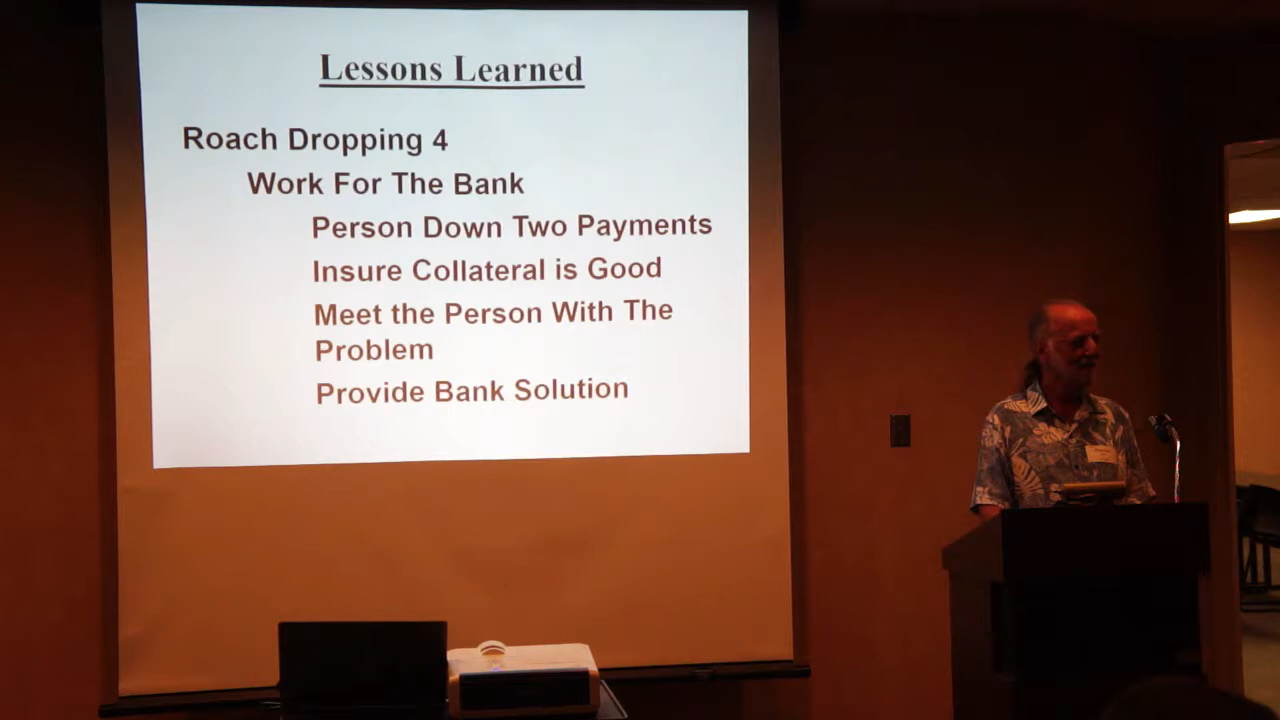 Lessons Learned
Roach Dropping 4
Work For The Bank
Person Down Two Payments
Insure Collateral is Good
Meet the Person With The
Problem
Provide Bank Solution